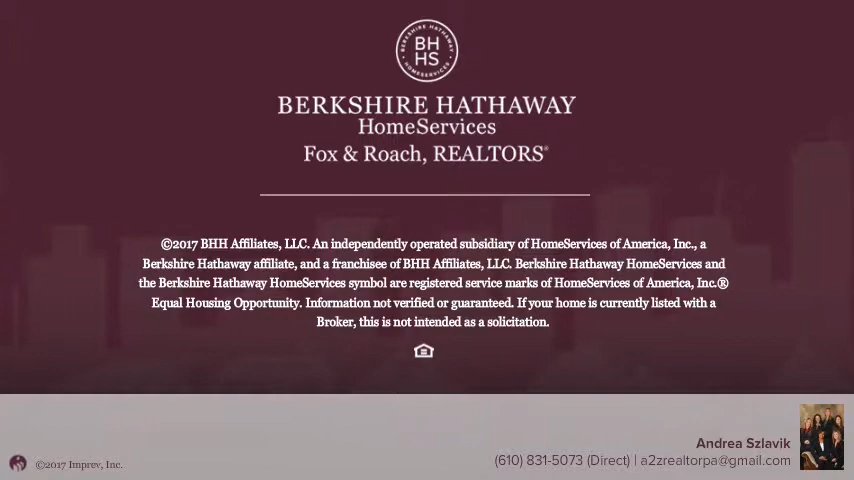 BERKSHIRE HATHAWAY
HOMESERVICES
BH
HS
BERKSHIRE HATHAWAY
HomeServices
Fox & Roach, REALTORS®
©2017 BHH Affiliates, LLC. An independently operated subsidiary of HomeServices of America, Inc., a
Berkshire Hathaway affiliate, and a franchisee of BHH Affiliates, LLC. Berkshire Hathaway HomeServices and
the Berkshire Hathaway HomeServices symbol are registered service marks of HomeServices of America, Inc.®
Equal Housing Opportunity. Information not verified or guaranteed. If your home is currently listed with a
Broker, this is not intended as a solicitation.
Andrea Szlavik
(610) 831-5073 (Direct) | a2zrealtorpa@gmail.com
©2017 Imprev, Inc.